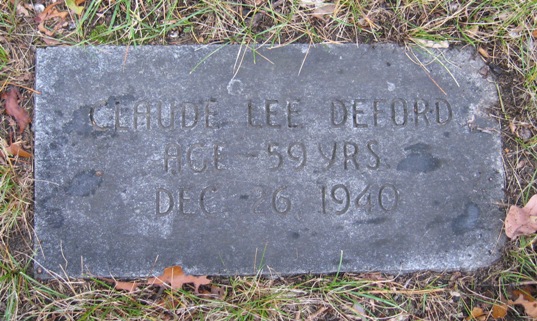 CLAUDE LEE DEFORD
AGE - 59 YRS.
DEC. 26, 1940